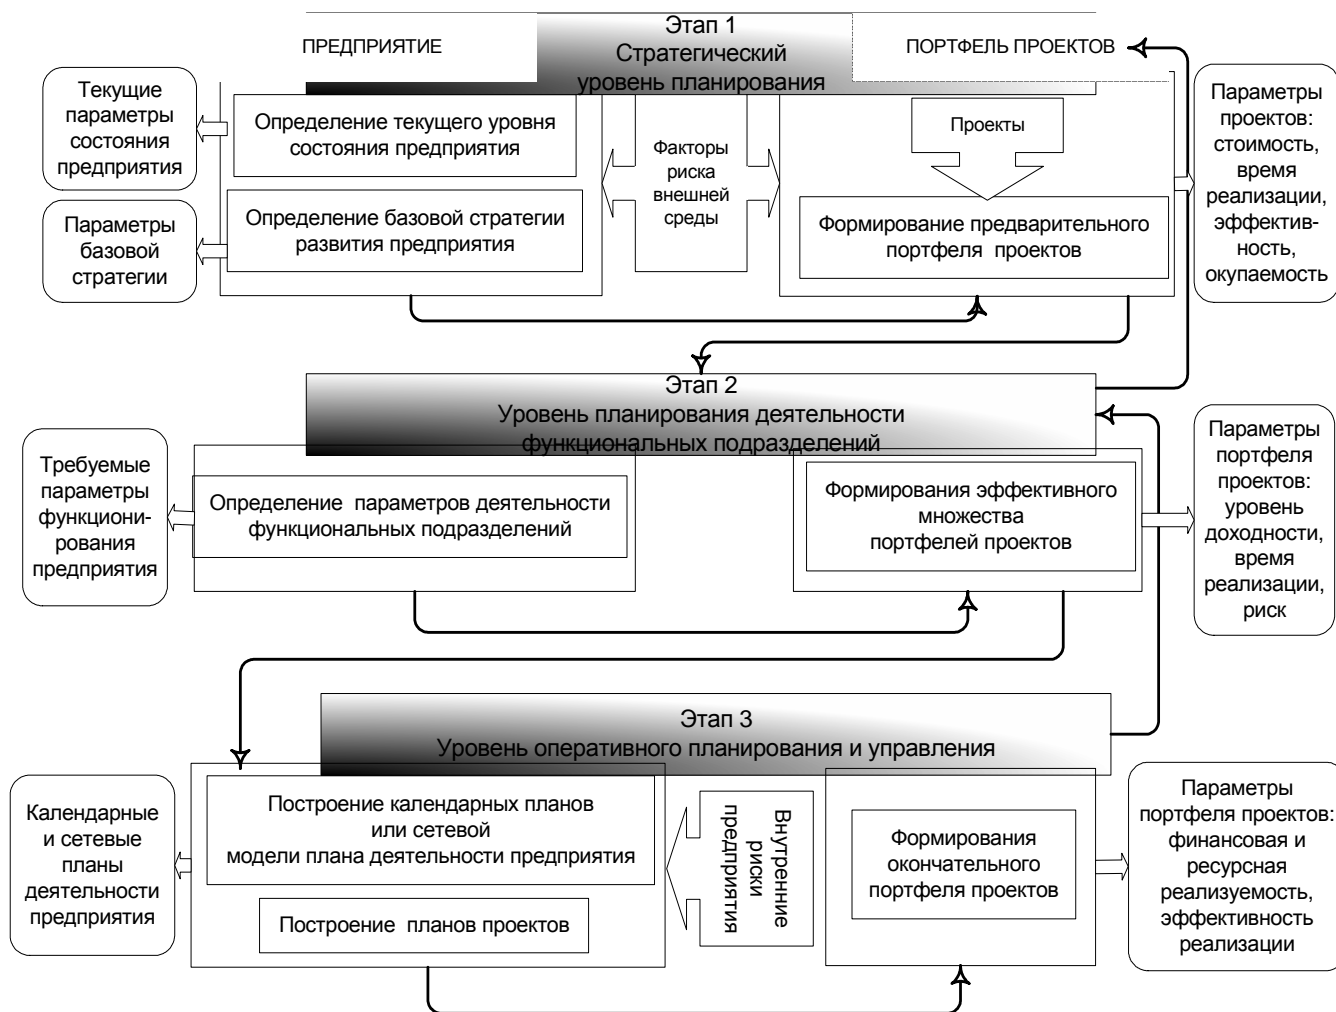 Этап 1
Стратегический
уровень планирования
ПРЕДПРИЯТИЕ
ПОРТФЕЛЬ ПРОЕКТОВ
Текущие
параметры
состояния
предприятия
Параметры
базовой
стратегии
Определение текущего уровня
состояния предприятия
Определение базовой стратегии
развития предприятия
Факторы
риска
внешней
среды
Проекты
Формирование предварительного
портфеля проектов
Параметры
проектов:
стоимость,
время
реализации,
эффектив-
ность,
окупаемость
Этап 2
Уровень планирования деятельности
функциональных подразделений
Требуемые
параметры
функциони-
рования
предприятия
Определение параметров деятельности
функциональных подразделений
Формирования эффективного
множества
портфелей проектов
Параметры
портфеля
проектов:
уровень
доходности,
время
реализации,
риск
Этап 3
Уровень оперативного планирования и управления
Календарные
и сетевые
планы
деятельности
предприятия
Построение календарных планов
или сетевой
модели плана деятельности предприятия
Построение планов проектов
Внутренние
риски
предприятия
Формирования
окончательного
портфеля проектов
Параметры
портфеля проектов:
финансовая и
ресурсная
реализуемость,
эффективность
реализации